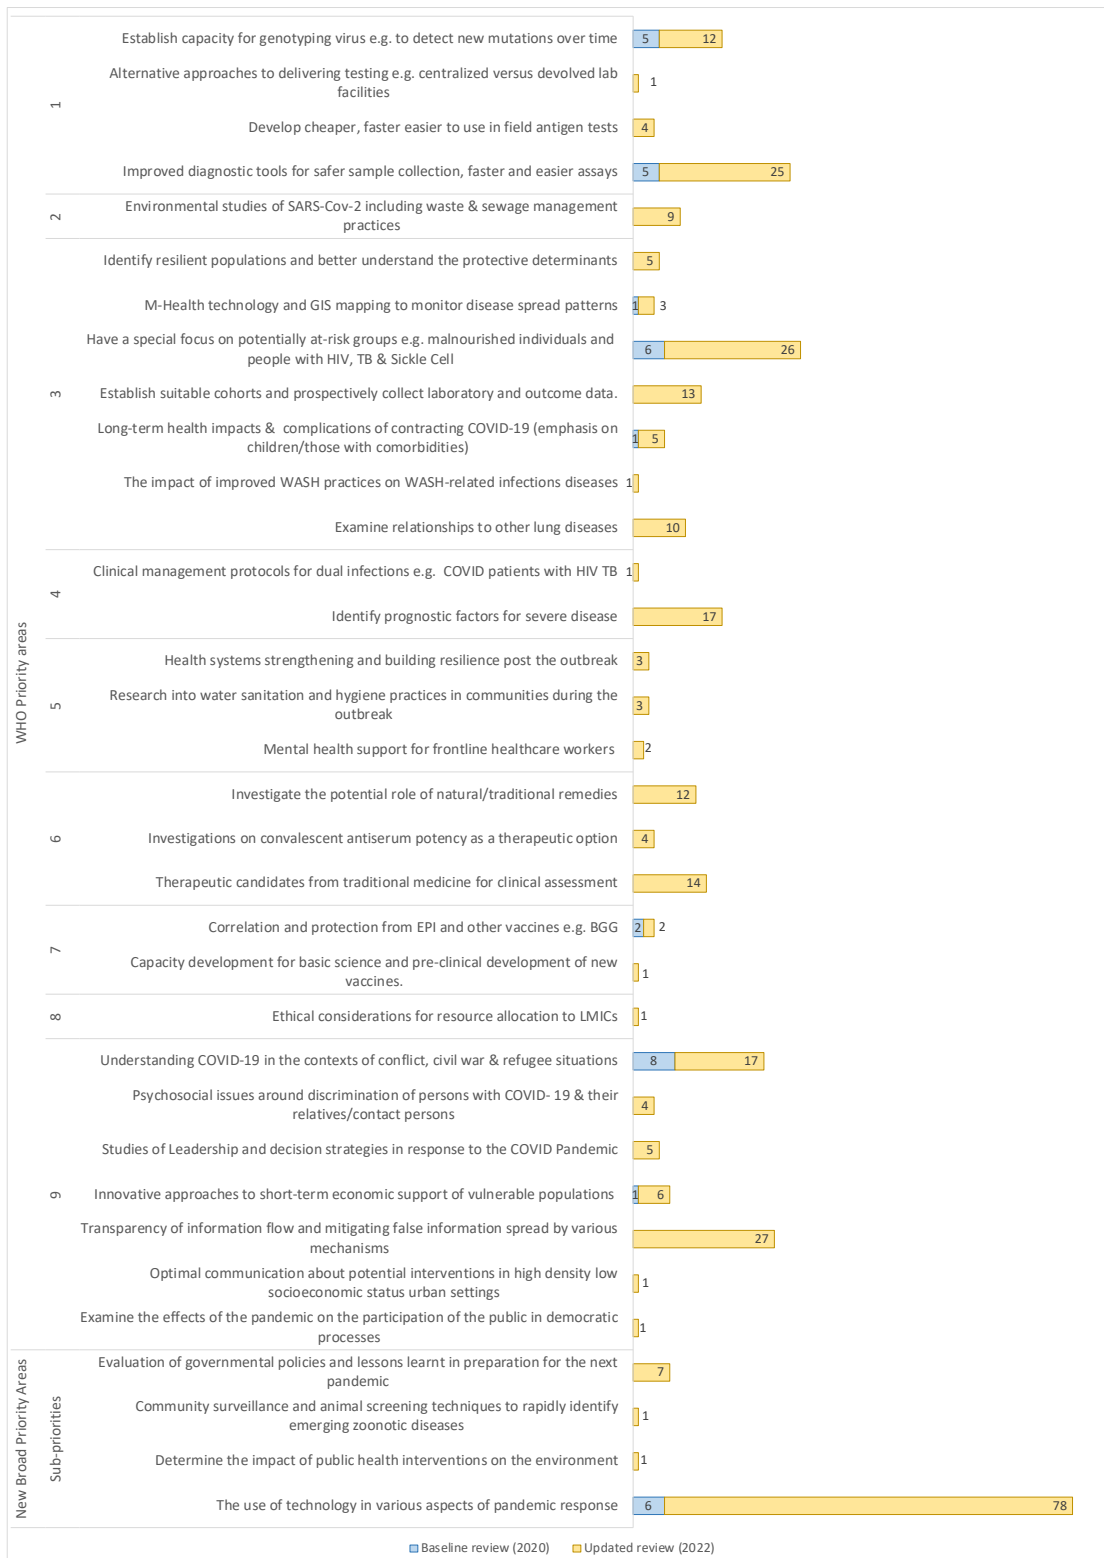 WHO Priority areas
1
Establish capacity for genotyping virus e.g. to detect new mutations over time
5 12
Alternative approaches to delivering testing e.g. centralized versus devolved lab
facilities
1
Develop cheaper, faster easier to use in field antigen tests
4
Improved diagnostic tools for safer sample collection, faster and easier assays
5 25
2
Environmental studies of SARS-Cov-2 including waste & sewage management
practices
9
3
Identify resilient populations and better understand the protective determinants
5
M-Health technology and GIS mapping to monitor disease spread patterns
1 3
Have a special focus on potentially at-risk groups e.g. malnourished individuals and
people with HIV, TB & Sickle Cell
6 26
Establish suitable cohorts and prospectively collect laboratory and outcome data.
13
Long-term health impacts & complications of contracting COVID-19 (emphasis on
children/those with comorbidities)
1 5
The impact of improved WASH practices on WASH-related infections diseases
1
Examine relationships to other lung diseases
10
4
Clinical management protocols for dual infections e.g. COVID patients with HIV TB
1
Identify prognostic factors for severe disease
17
5
Health systems strengthening and building resilience post the outbreak
3
Research into water sanitation and hygiene practices in communities during the
outbreak
3
Mental health support for frontline healthcare workers
2
6
Investigate the potential role of natural/traditional remedies
12
Investigations on convalescent antiserum potency as a therapeutic option
4
Therapeutic candidates from traditional medicine for clinical assessment
14
7
Correlation and protection from EPI and other vaccines e.g. BGG
2 2
Capacity development for basic science and pre-clinical development of new
vaccines.
1
8
Ethical considerations for resource allocation to LMICs
1
9
Understanding COVID-19 in the contexts of conflict, civil war & refugee situations
8 17
Psychosocial issues around discrimination of persons with COVID- 19 & their
relatives/contact persons
4
Studies of Leadership and decision strategies in response to the COVID Pandemic
5
Innovative approaches to short-term economic support of vulnerable populations
1 6
Transparency of information flow and mitigating false information spread by various
mechanisms
27
Optimal communication about potential interventions in high density low
socioeconomic status urban settings
1
Examine the effects of the pandemic on the participation of the public in democratic
processes
1
New Broad Priority Areas
Sub-priorities
Evaluation of governmental policies and lessons learnt in preparation for the next
pandemic
7
Community surveillance and animal screening techniques to rapidly identify
emerging zoonotic diseases
1
Determine the impact of public health interventions on the environment
1
The use of technology in various aspects of pandemic response
6 78
Baseline review (2020) Updated review (2022)